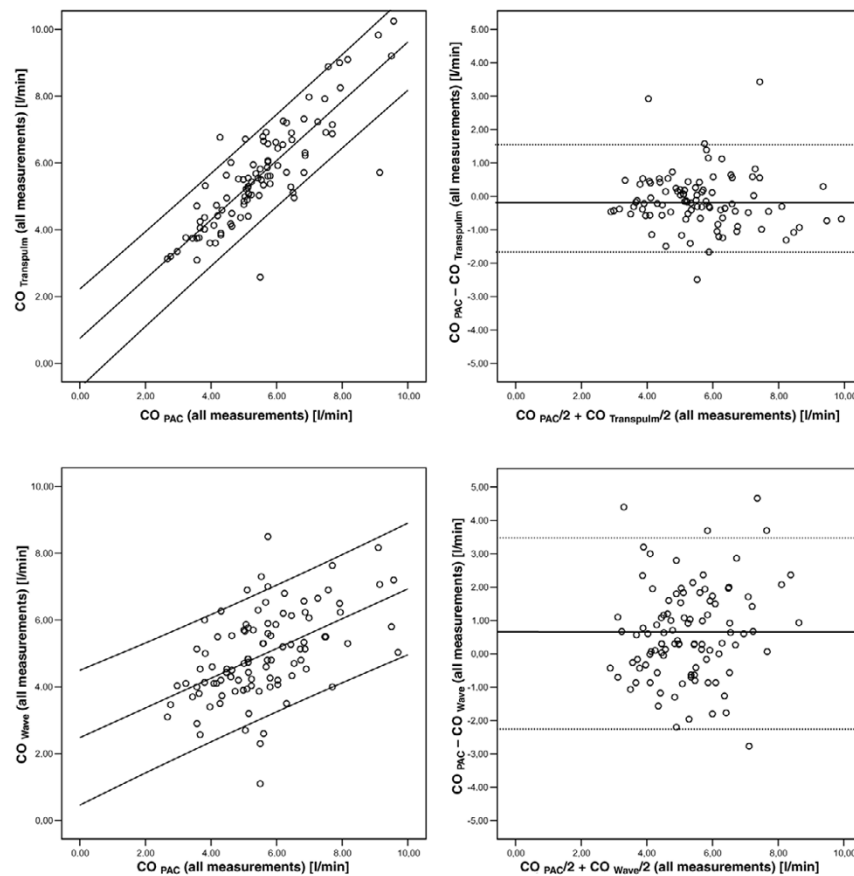 10.00
8.00
6.00
4.00
2.00
0.00
CO Transpulm (all measurements) [l/min]
0.00 2.00 4.00 6.00 8.00 10.00
CO PAC (all measurements) [l/min]
5.00
4.00
3.00
2.00
1.00
0.00
-1.00
-2.00
-3.00
-4.00
-5.00
CO PAC – CO Transpulm (all measurements) [l/min]
0.00 2.00 4.00 6.00 8.00 10.00
CO PAC/2 + CO Transpulm/2 (all measurements) [l/min]
10.00
8.00
6.00
4.00
2.00
0.00
CO Wave (all measurements) [l/min]
0.00 2.00 4.00 6.00 8.00 10.00
CO PAC (all measurements) [l/min]
5.00
4.00
3.00
2.00
1.00
0.00
-1.00
-2.00
-3,00
-4.00
-5.00
CO PAC – CO Wave (all measurements) [l/min]
0.00 2.00 4.00 6.00 8.00 10.00
CO PAC/2 + CO Wave/2 (all measurements) [l/min]